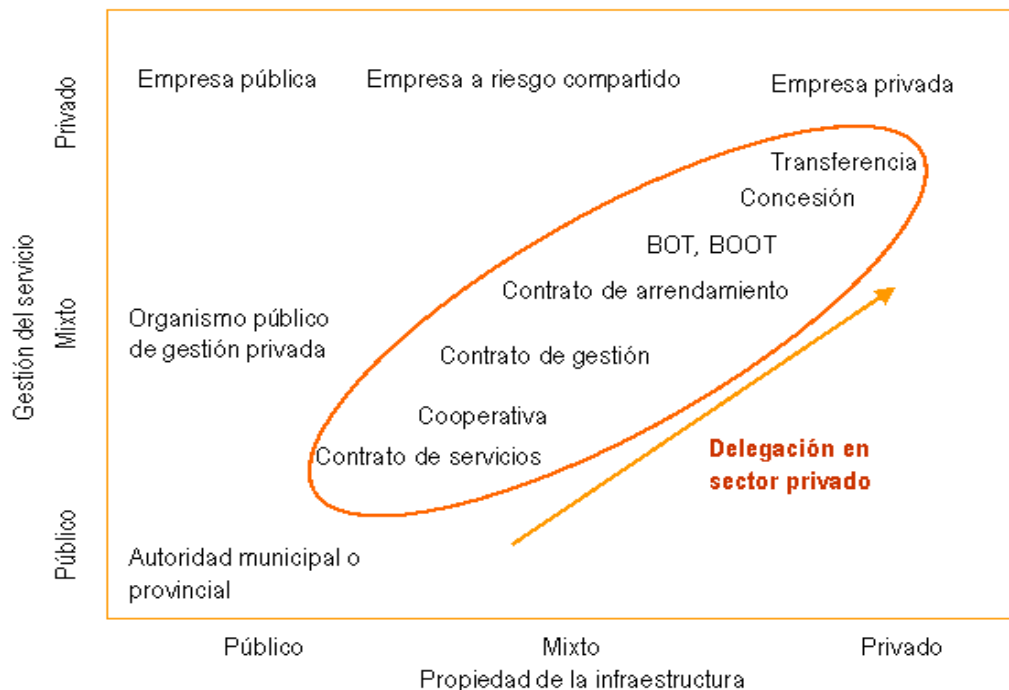 Empresa pública
Empresa a riesgo compartido
Empresa privada
Transferencia
Concesión
BOT, BOOT
Contrato de arrendamiento
Organismo público
de gestión privada
Contrato de gestión
Cooperativa
Contrato de servicios
Delegación en
sector privado
Autoridad municipal o
provincial
Gestión del servicio
Privado
Mixto
Público
Público
Mixto
Privado
Propiedad de la infraestructura